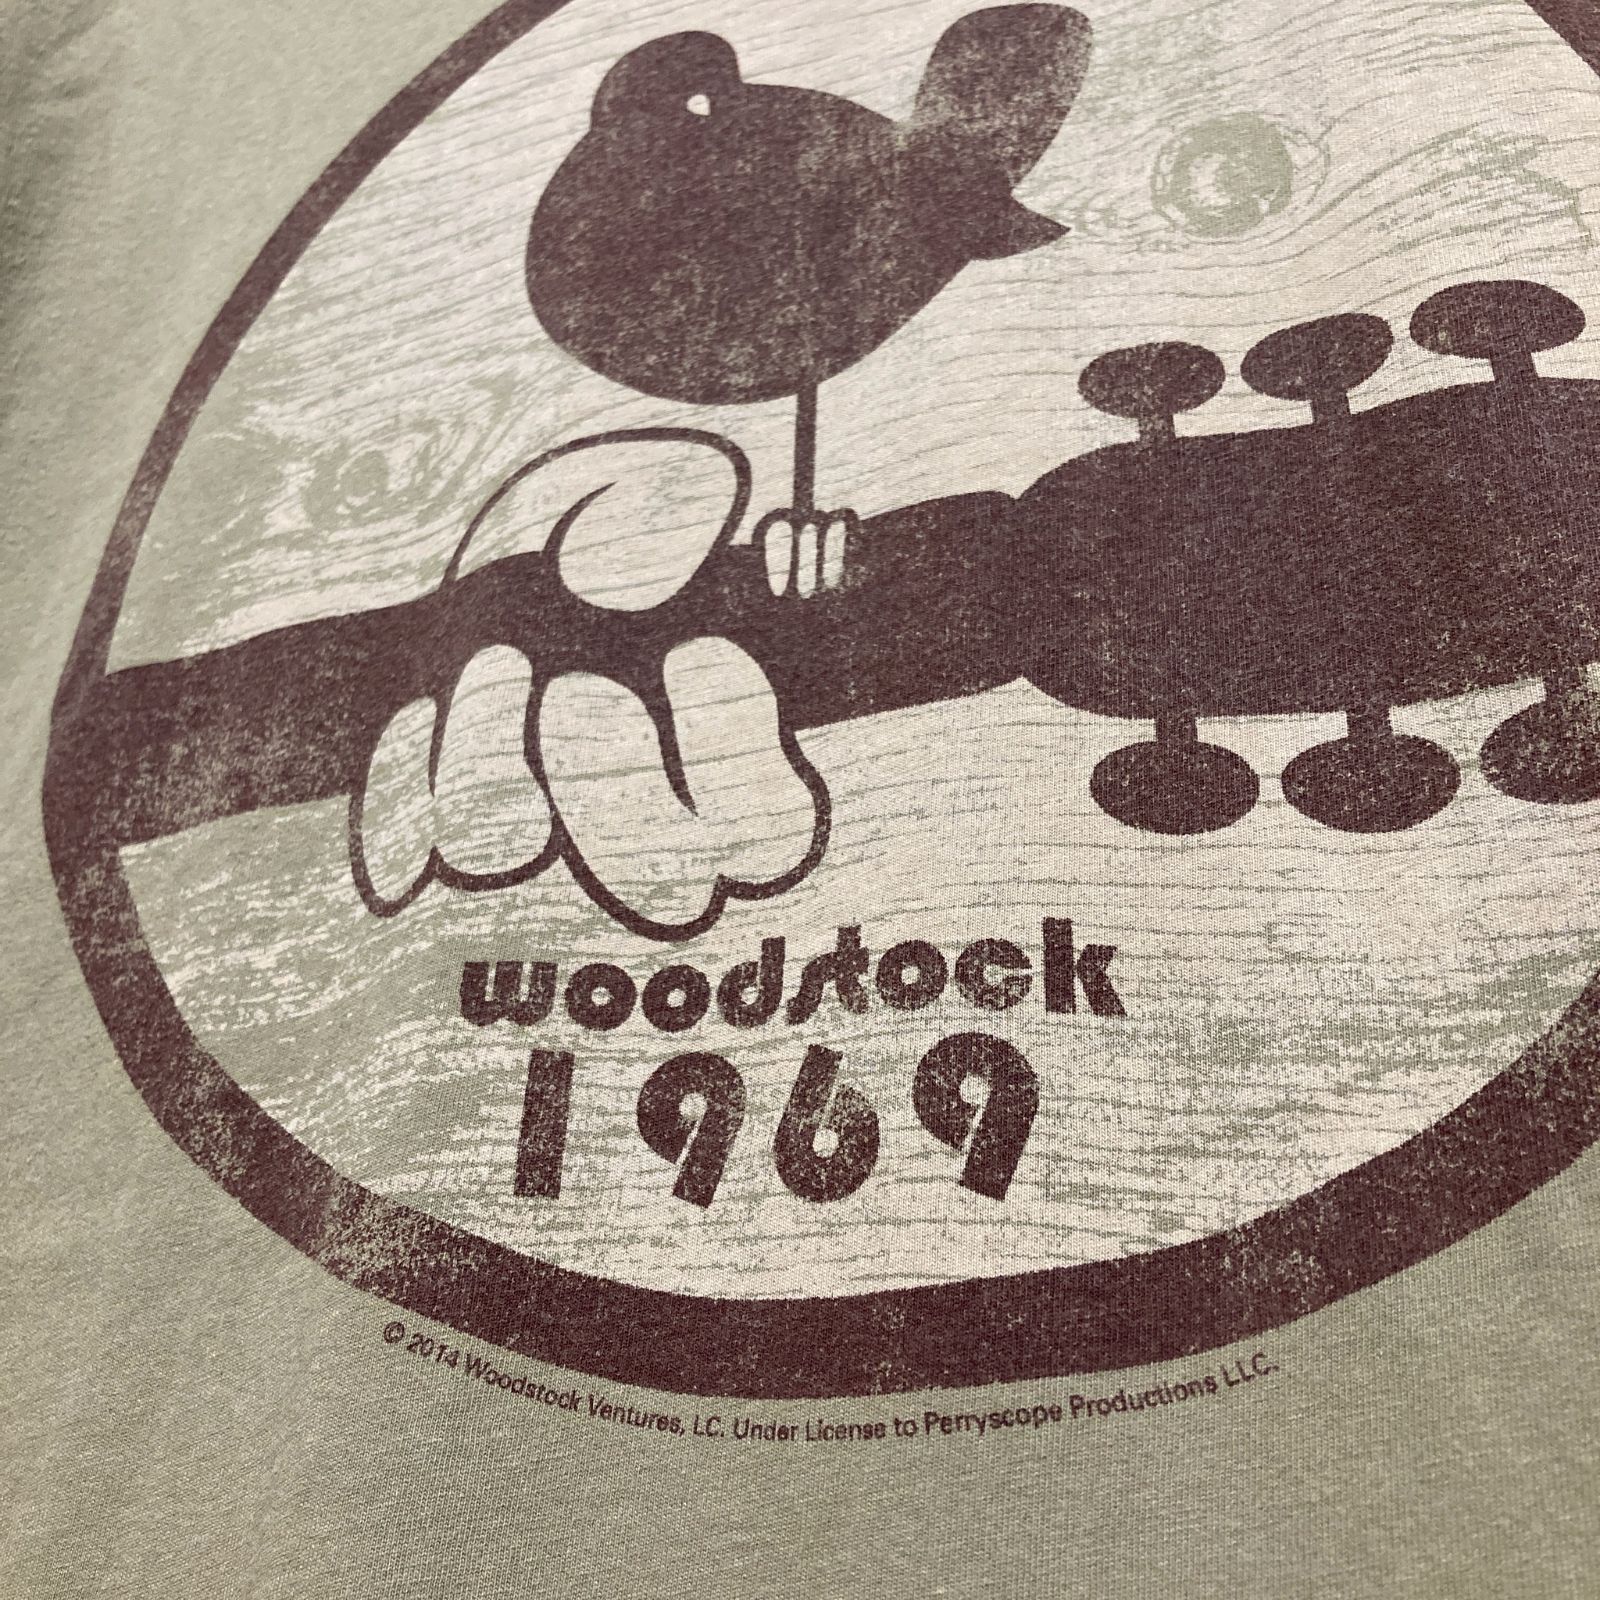 woodstock
1969
© 2014 Woodstock Ventures, LC. Under License to Perryscope Productions LLC.